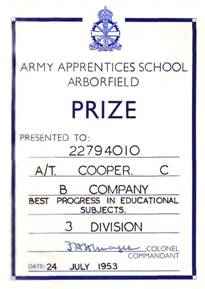 ARMY APPRENTICES SCHOOL
ARBORFIELD
PRIZE
PRESENTED TO:
22794010
A/T. COOPER. C
B COMPANY
BEST PROGRESS IN EDUCATIONAL
SUBJECTS.
3 DIVISION
COLONEL
COMMANDANT
DATE: 24 JULY 1953